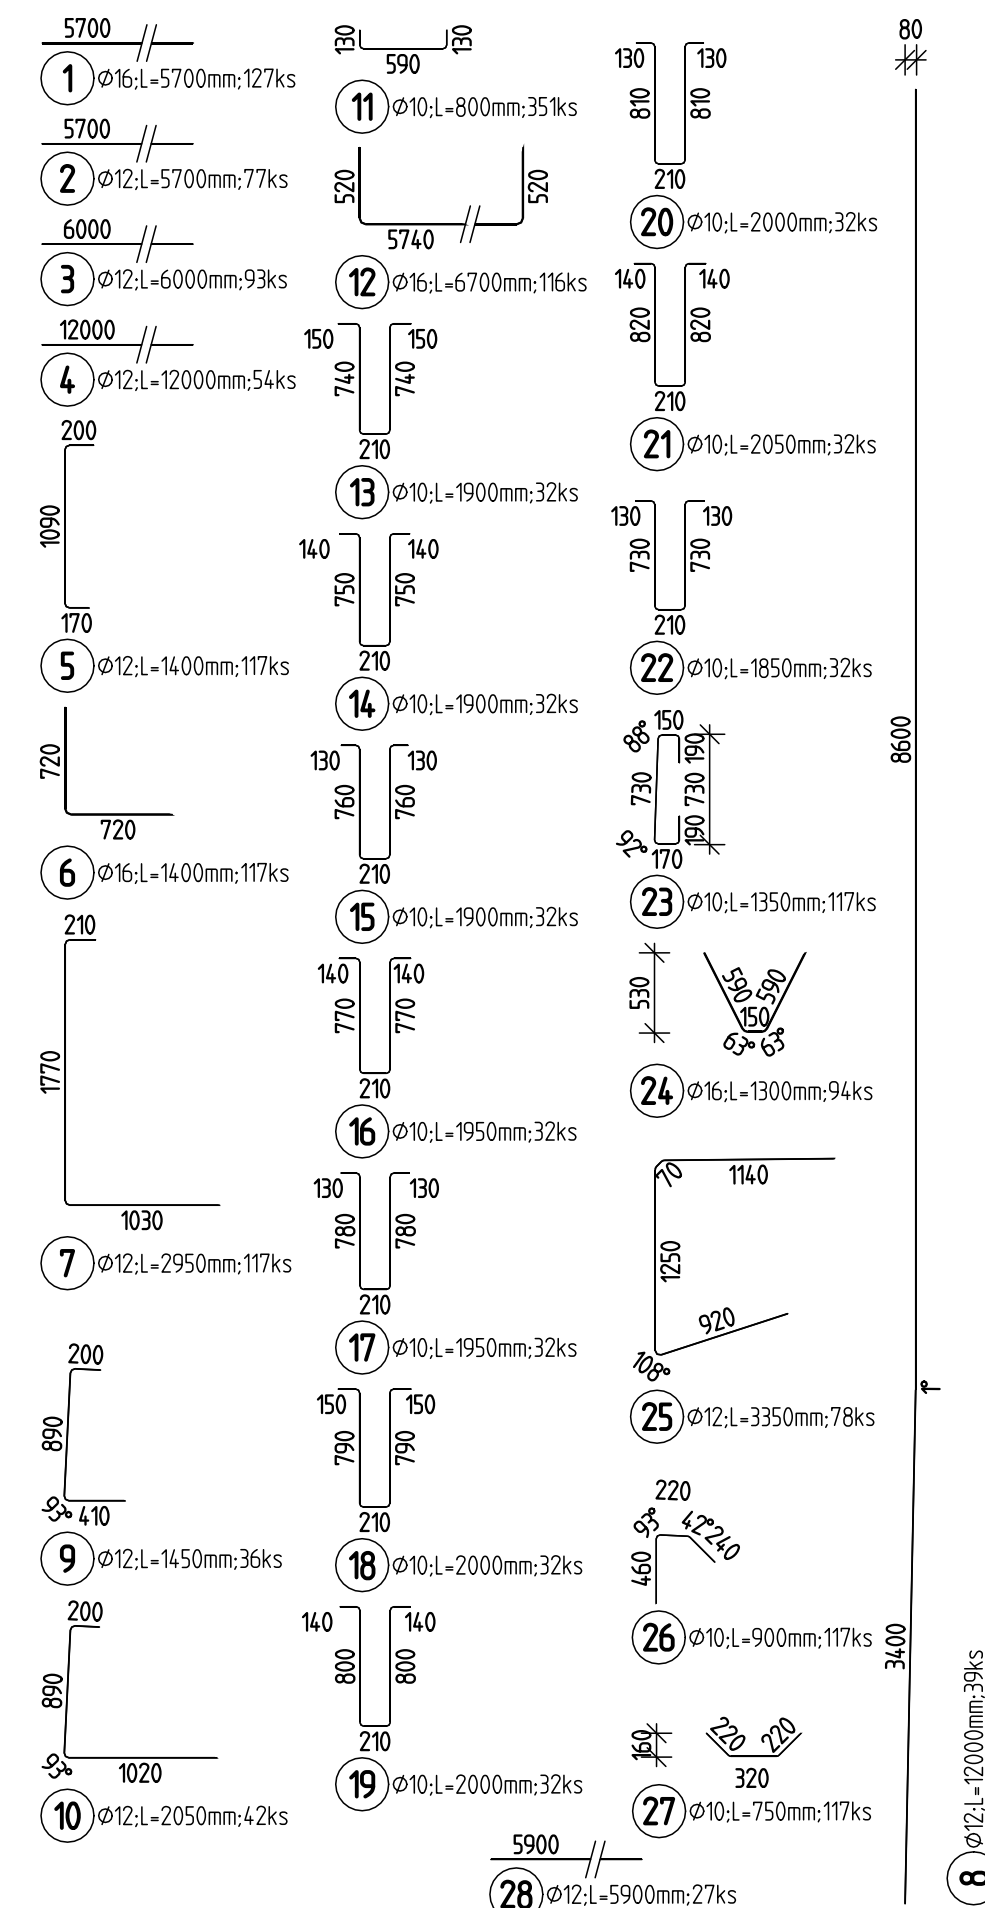 5700
1 Ø16;L=5700mm;127ks
5700
2 Ø12;L=5700mm;77ks
6000
3 Ø12;L=6000mm;93ks
12000
4 Ø12;L=12000mm;54ks
200
1090
170
5 Ø12;L=1400mm;117ks
720
720
6 Ø16;L=1400mm;117ks
210
1770
1030
7 Ø12;L=2950mm;117ks
200
890
93° 410
9 Ø12;L=1450mm;36ks
200
890
93° 1020
10 Ø12;L=2050mm;42ks
130 130
590
11 Ø10;L=800mm;351ks
520 520
5740
12 Ø16;L=6700mm;116ks
150 150
740 740
210
13 Ø10;L=1900mm;32ks
140 140
750 750
210
14 Ø10;L=1900mm;32ks
130 130
760 760
210
15 Ø10;L=1900mm;32ks
140 140
770 770
210
16 Ø10;L=1950mm;32ks
130 130
780 780
210
17 Ø10;L=1950mm;32ks
150 150
790 790
210
18 Ø10;L=2000mm;32ks
140 140
800 800
210
19 Ø10;L=2000mm;32ks
5900
28 Ø12;L=5900mm;27ks
130 130
810 810
210
20 Ø10;L=2000mm;32ks
140 140
820 820
210
21 Ø10;L=2050mm;32ks
130 130
730 730
210
22 Ø10;L=1850mm;32ks
88° 150 190
730 730
92° 170 190
23 Ø10;L=1350mm;117ks
530 590 590
150
63° 63°
24 Ø16;L=1300mm;94ks
70 1140
1250
920
108°
25 Ø12;L=3350mm;78ks
220
93° 42° 240
460
26 Ø10;L=900mm;117ks
160 220 220
320
27 Ø10;L=750mm;117ks
80
8600
1°
3400
8 Ø12;L=12000mm;39ks